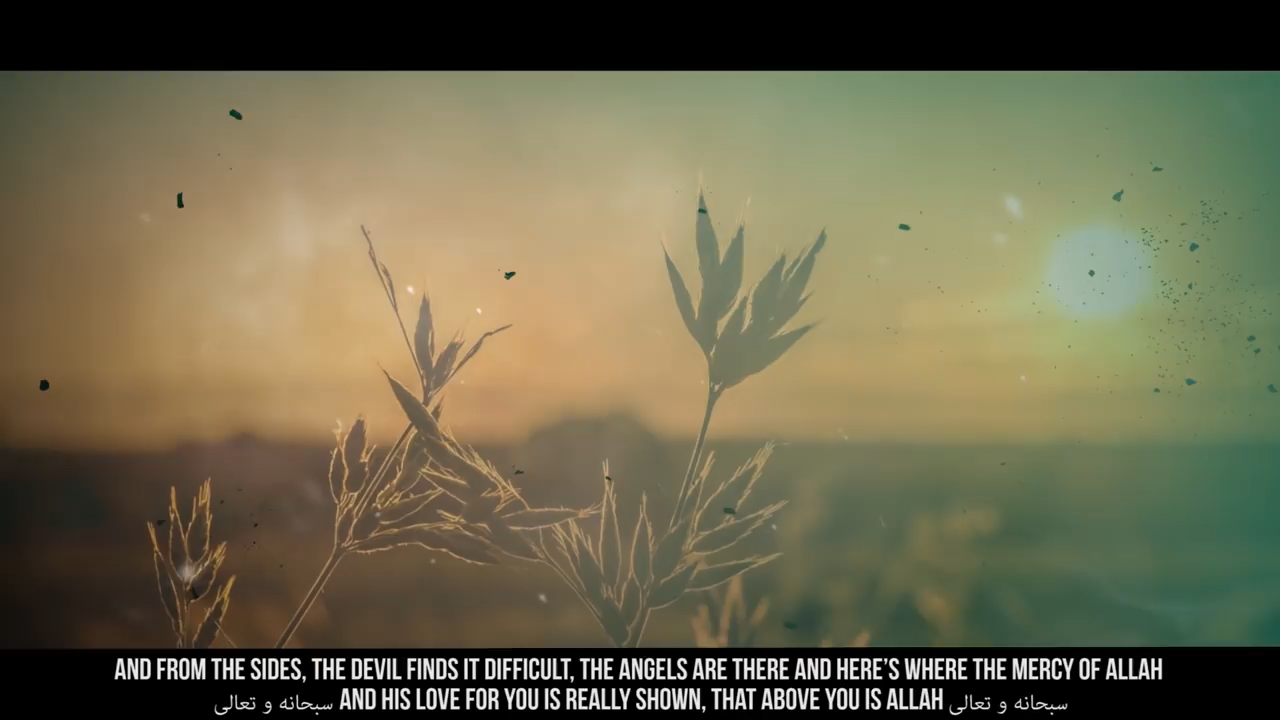 AND FROM THE SIDES, THE DEVIL FINDS IT DIFFICULT, THE ANGELS ARE THERE AND HERE'S WHERE THE MERCY OF ALLAH
سبحانه و تعالى AND HIS LOVE FOR YOU IS REALLY SHOWN, THAT ABOVE YOU IS ALLAH سبحانه و تعالى